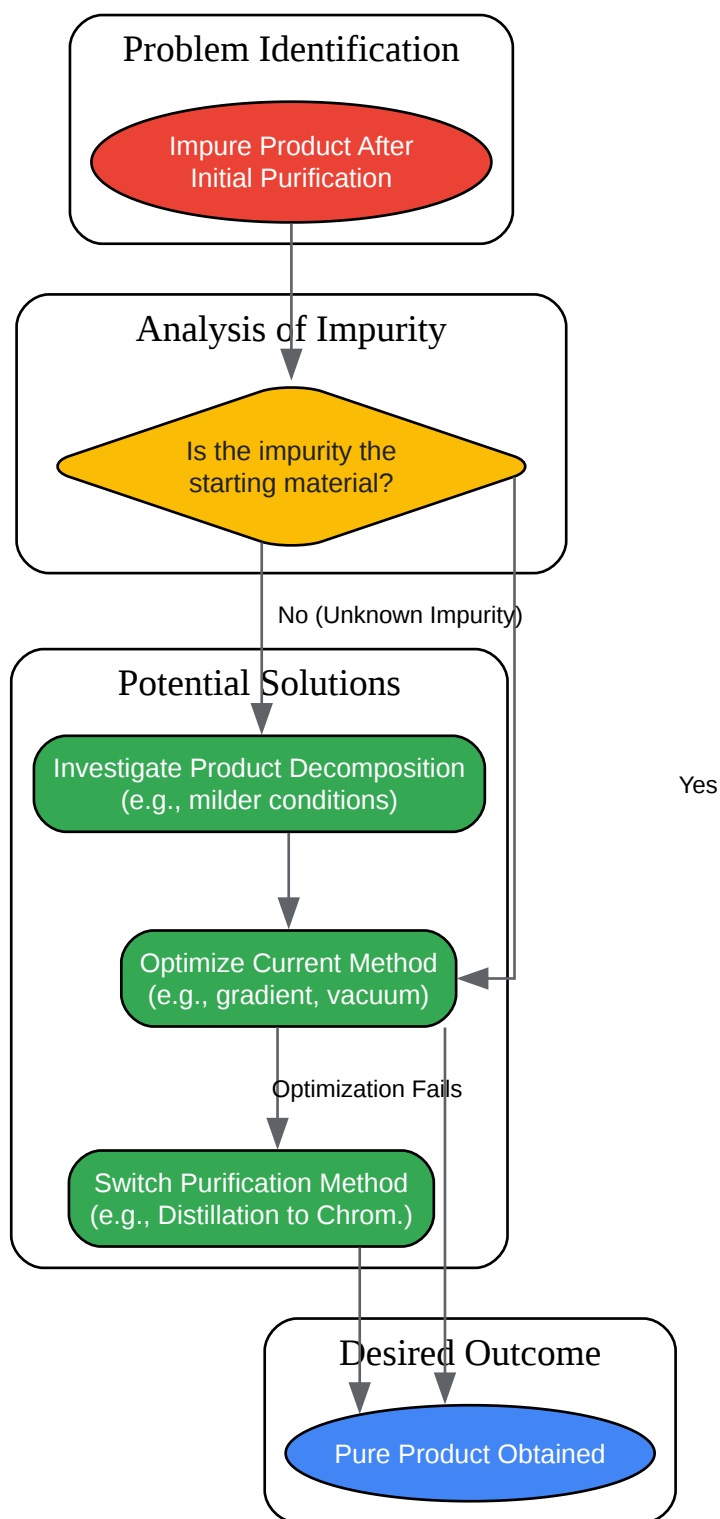 Problem Identification
Impure Product After
Initial Purification
Analysis of Impurity
Is the impurity the
starting material?
No (Unknown Impurity)
Potential Solutions
Investigate Product Decomposition
(e.g., milder conditions)
Yes
Optimize Current Method
(e.g., gradient, vacuum)
Optimization Fails
Switch Purification Method
(e.g., Distillation to Chrom.)
Desired Outcome
Pure Product Obtained